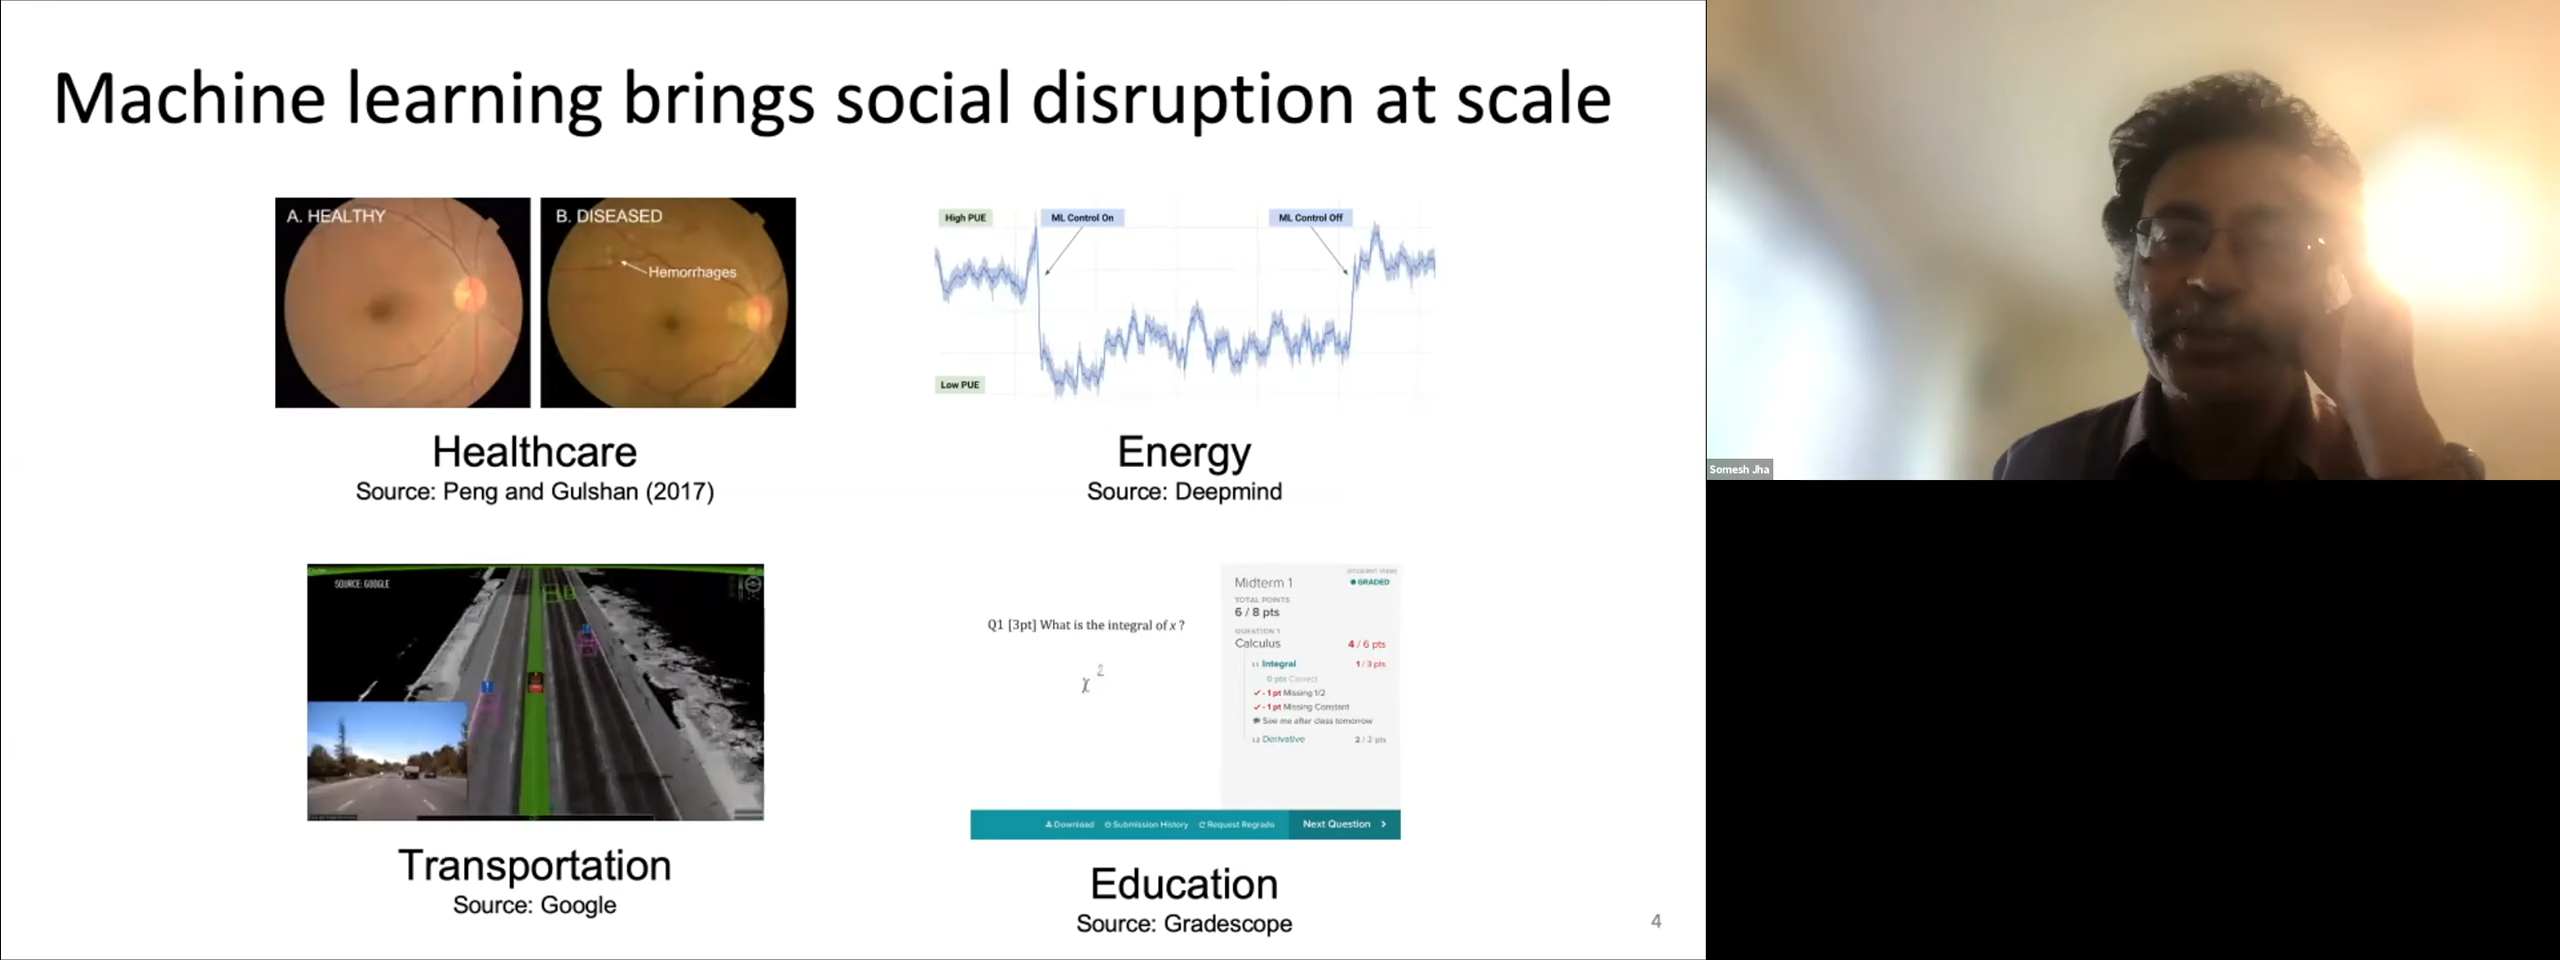 Machine learning brings social disruption at scale
A. HEALTHY
B. DISEASED
Hemorrhages
Healthcare
Source: Peng and Gulshan (2017)
High PUE
ML Control On
ML Control Off
Low PUE
Energy
Source: Deepmind
SOURCE: GOOGLE
Transportation
Source: Google
Q1 [3pt] What is the integral of x ?
x 2
Midterm 1
STUDENT VIEW
GRADED
TOTAL POINTS
6 / 8 pts
QUESTION 1
Calculus 4 / 6 pts
1.1 Integral 1 / 3 pts
0 pts Correct
- 1 pt Missing 1/2
- 1 pt Missing Constant
See me after class tomorrow
1.2 Derivative 2 / 2 pts
Download Submission History Request Regrade Next Question
Education
Source: Gradescope
4
Somesh Jha